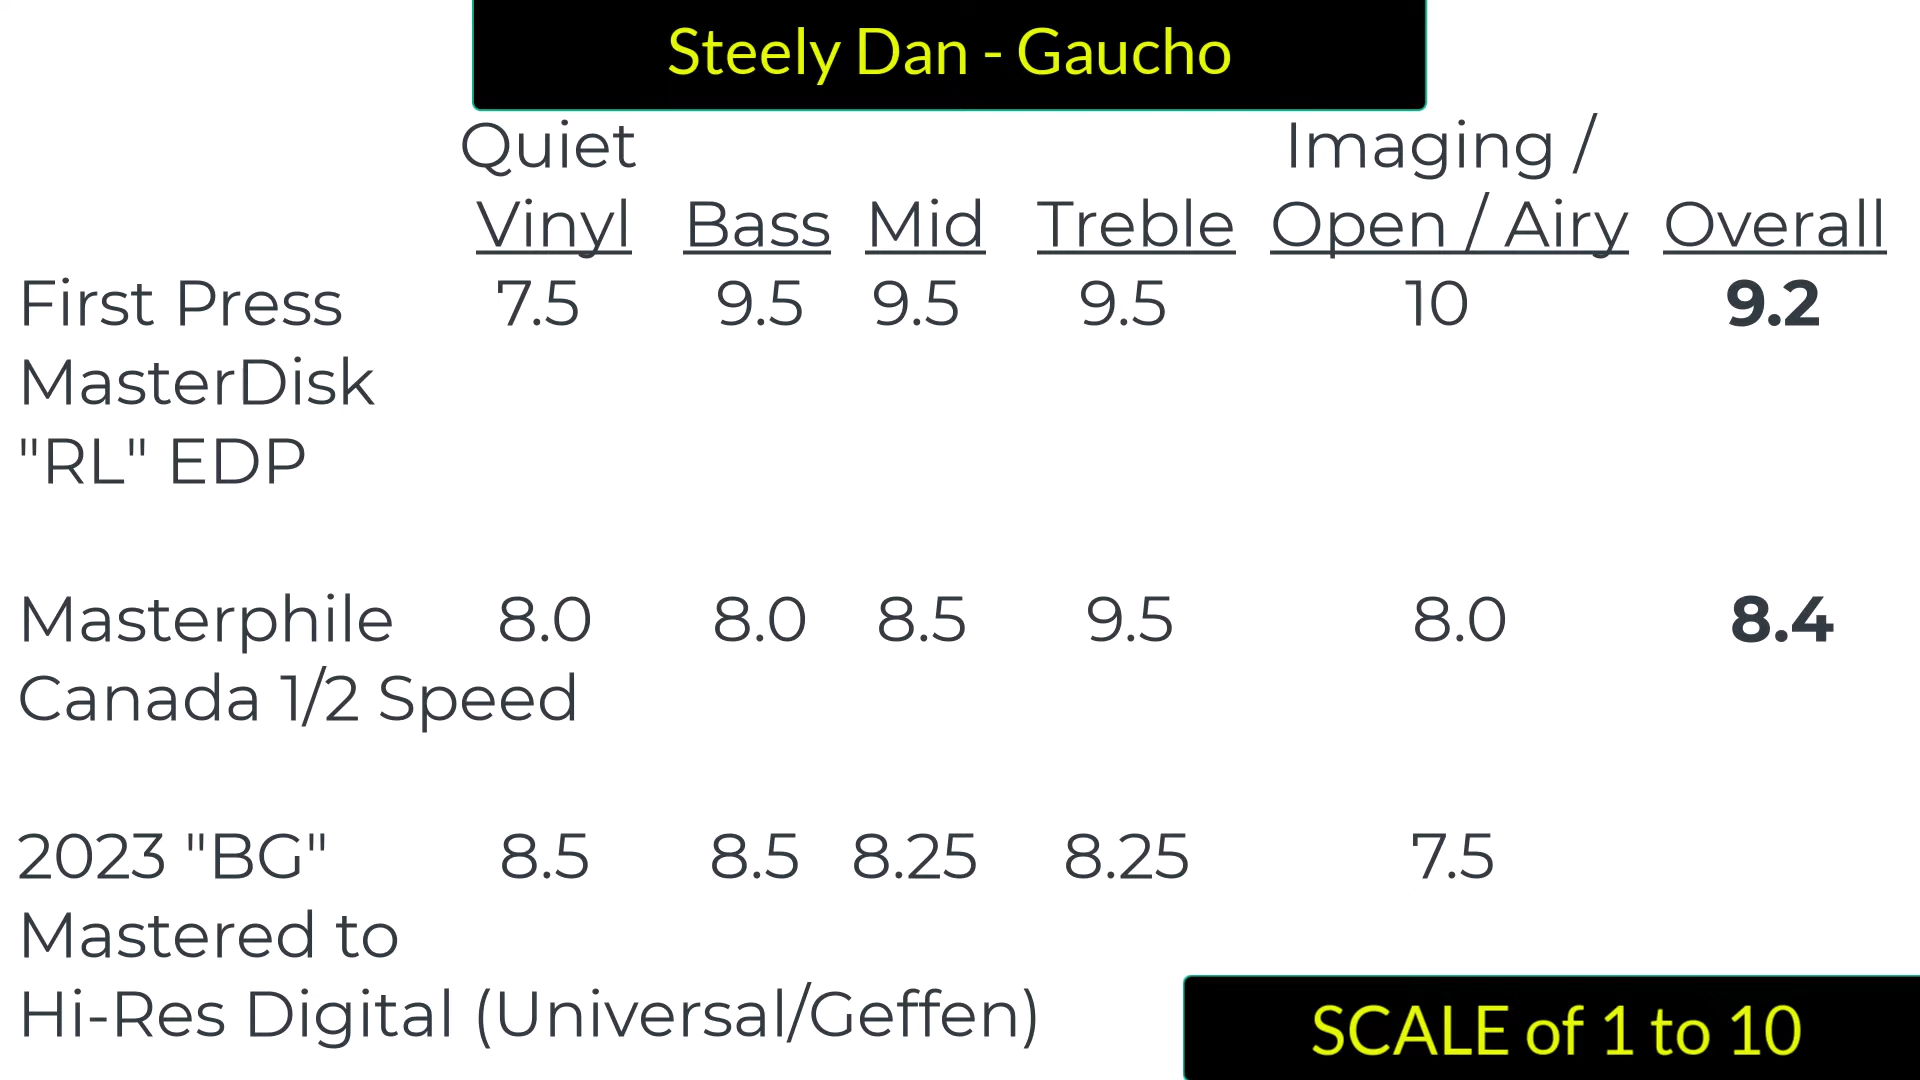 Steely Dan - Gaucho
Quiet Imaging /
Vinyl Bass Mid Treble Open / Airy Overall
First Press 7.5 9.5 9.5 9.5 10 9.2
MasterDisk
"RL" EDP
Masterphile 8.0 8.0 8.5 9.5 8.0 8.4
Canada 1/2 Speed
2023 "BG" 8.5 8.5 8.25 8.25 7.5
Mastered to
Hi-Res Digital (Universal/Geffen)
SCALE of 1 to 10